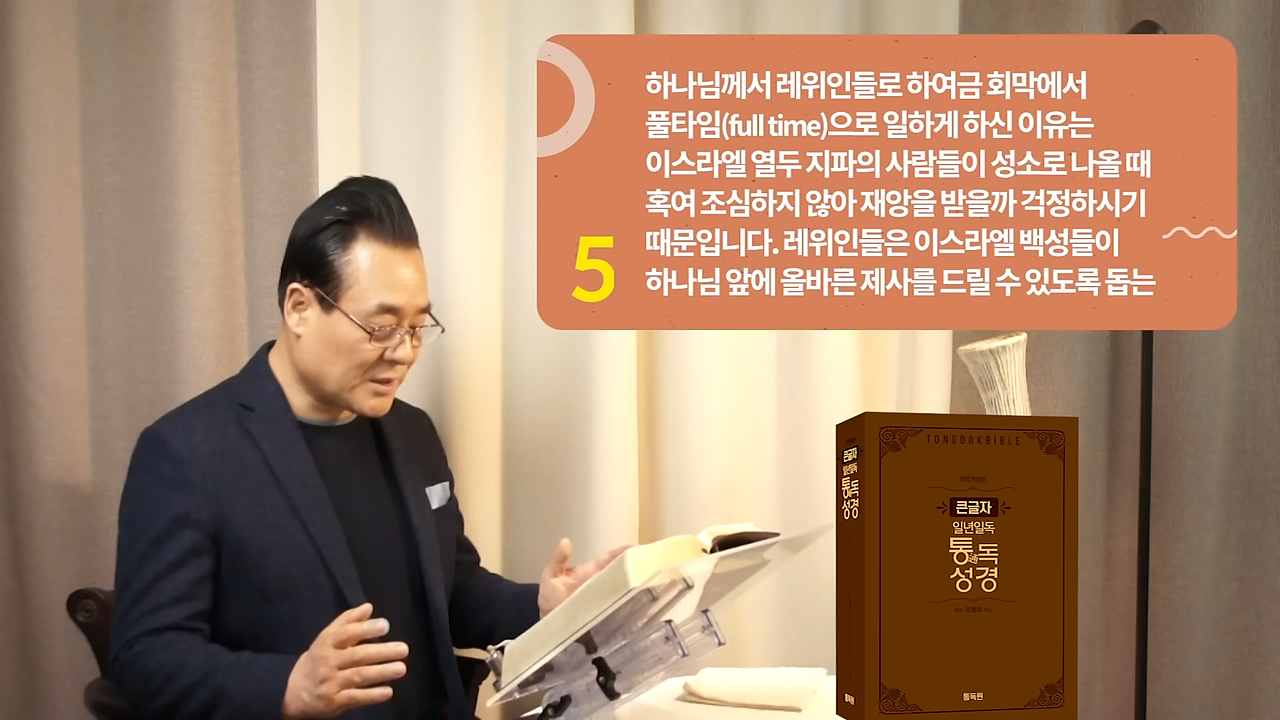 하나님께서 레위인들로 하여금 회막에서
풀타임(full time)으로 일하게 하신 이유는
이스라엘 열두 지파의 사람들이 성소로 나올 때
혹여 조심하지 않아 재앙을 받을까 걱정하시기
때문입니다. 레위인들은 이스라엘 백성들이
하나님 앞에 올바른 제사를 드릴 수 있도록 돕는
5
TONGDOKBIBLE
큰글자
일년일독
통독
성경
통독원
큰글자
일년일독
통독
성경
통독원